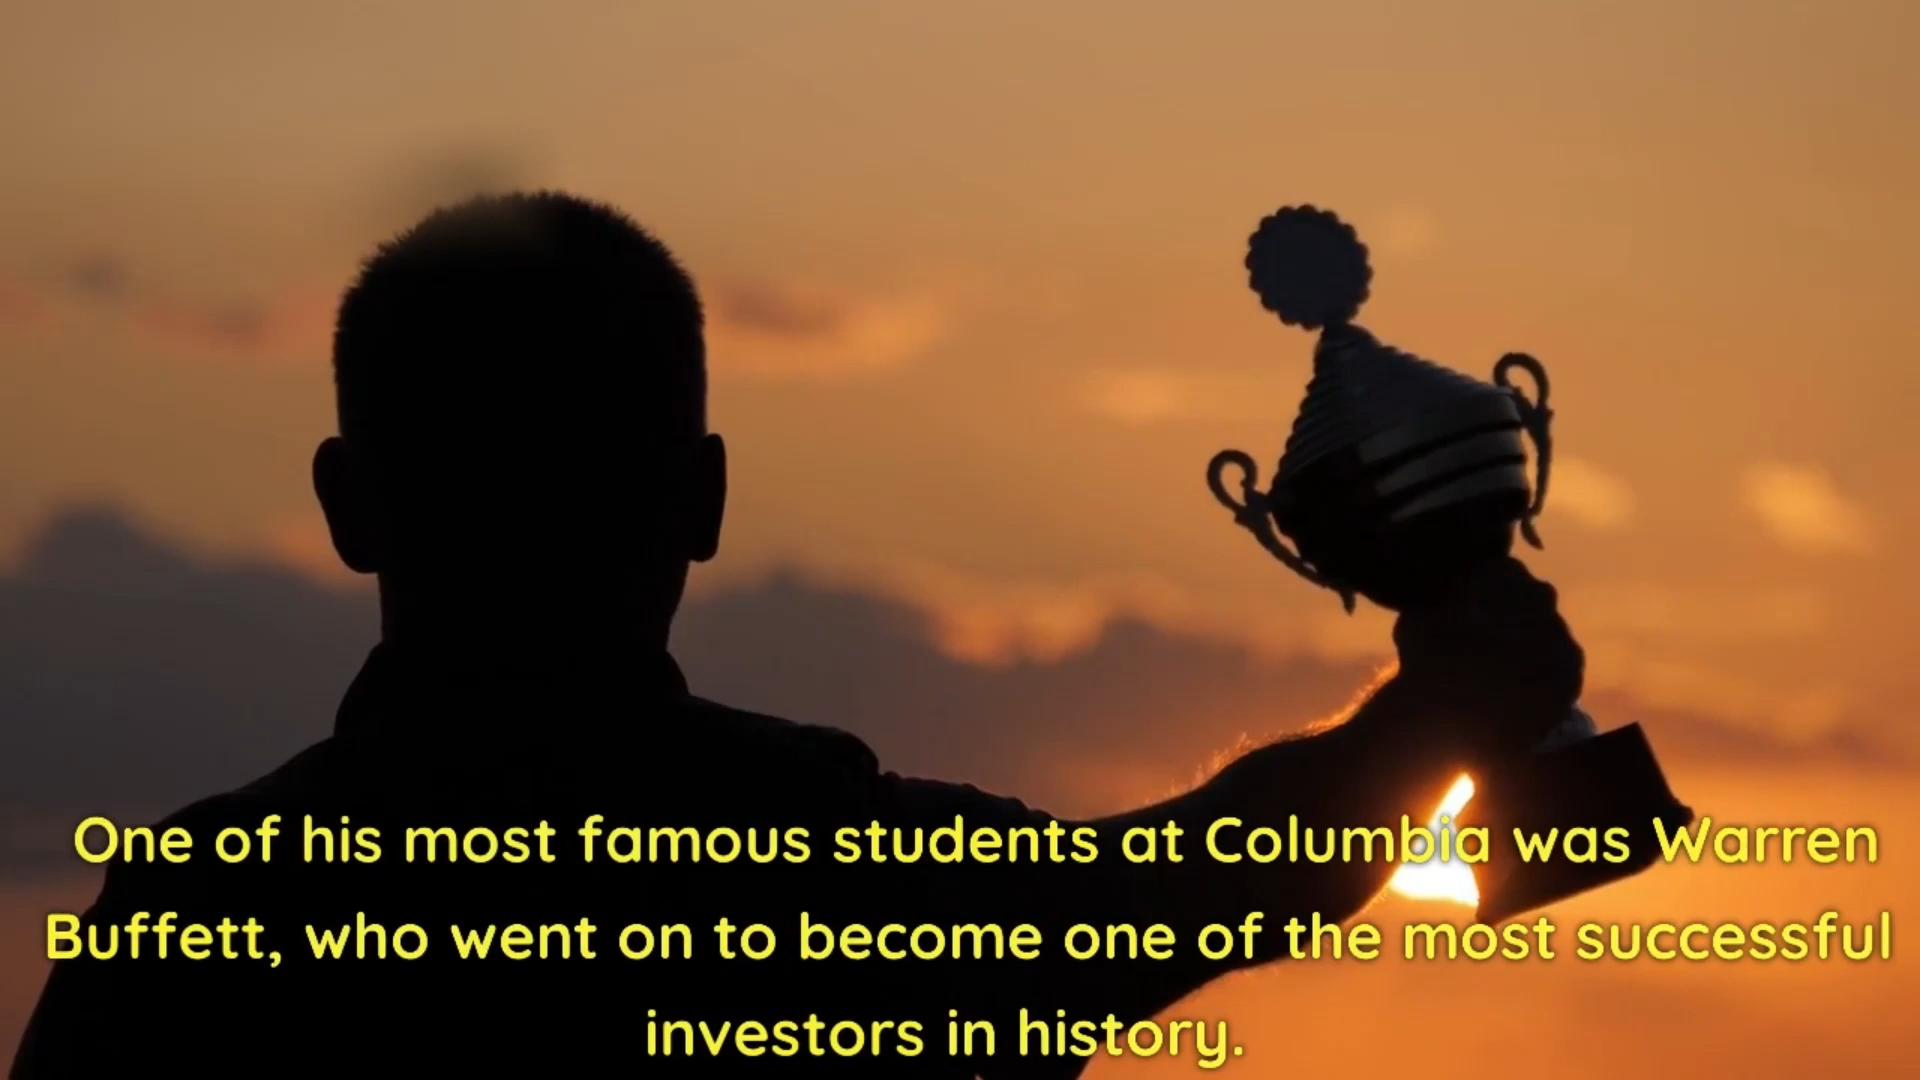 One of his most famous students at Columbia was Warren
Buffett, who went on to become one of the most successful
investors in history.